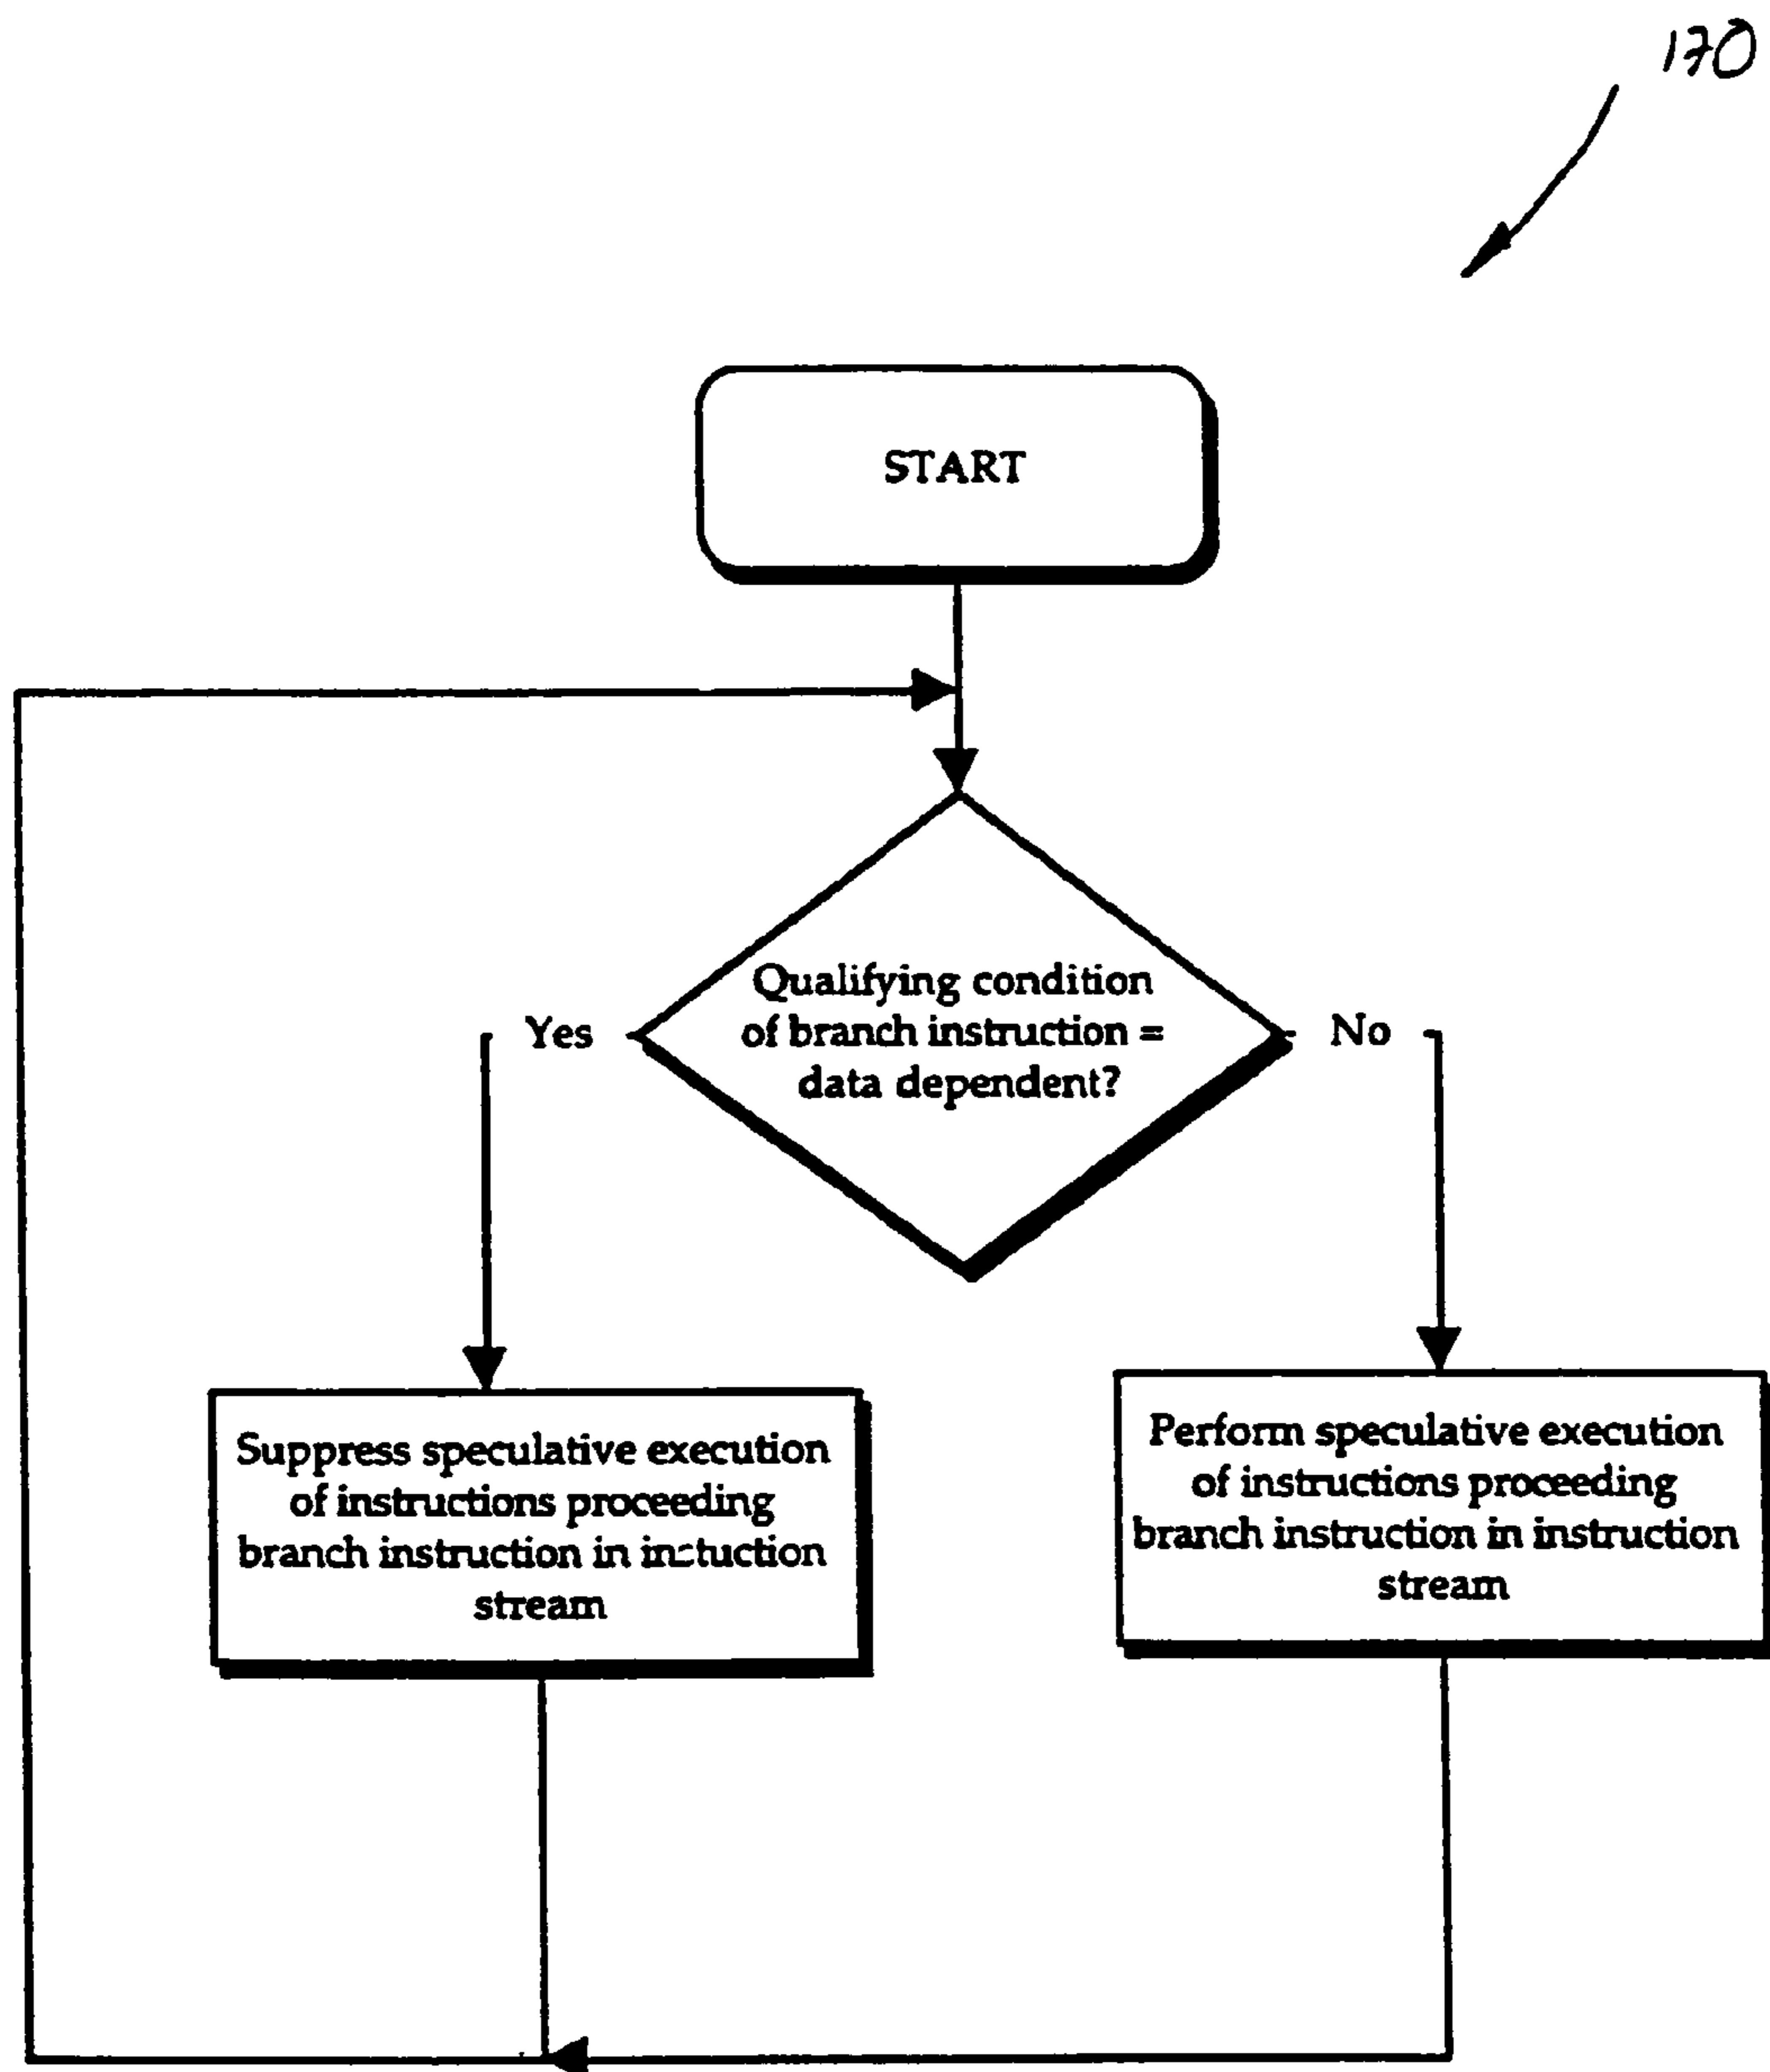 170
START
Qualifying condition
of branch instruction =
data dependent?
Yes
No
Suppress speculative execution
of instructions proceeding
branch instruction in instuction
stream
Perform speculative execution
of instructions proceeding
branch instruction in instruction
stream